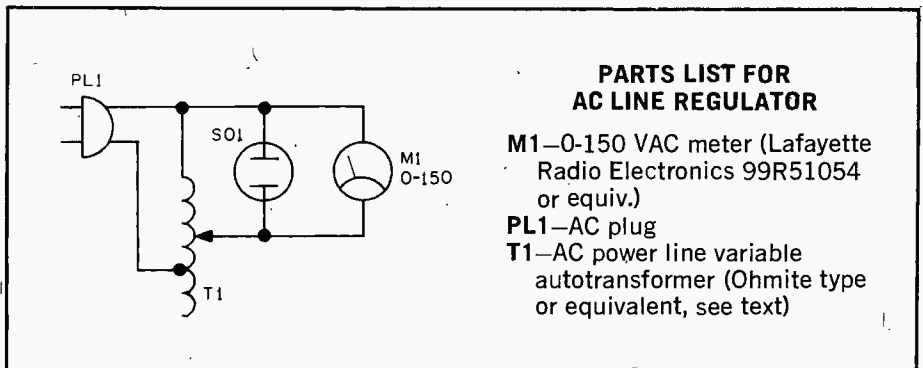 PL1
SO1
M1
0-150
T1
PARTS LIST FOR
AC LINE REGULATOR
M1—0-150 VAC meter (Lafayette
Radio Electronics 99R51054
or equiv.)
PL1—AC plug
T1—AC power line variable
autotransformer (Ohmite type
or equivalent, see text)